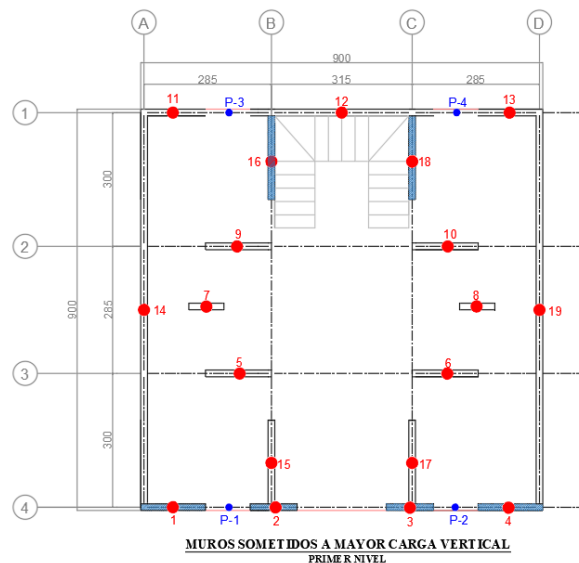 A B C D
900
285 315 285
11 P-3 12 P-4 13
1
16 18
300
9 10
2
7 8
900 285 14 19
5 6
3
300
15 17
4
1 P-1 2 3 P-2 4
MUROS SOMETIDOS A MAYOR CARGA VERTICAL
PRIMER NIVEL